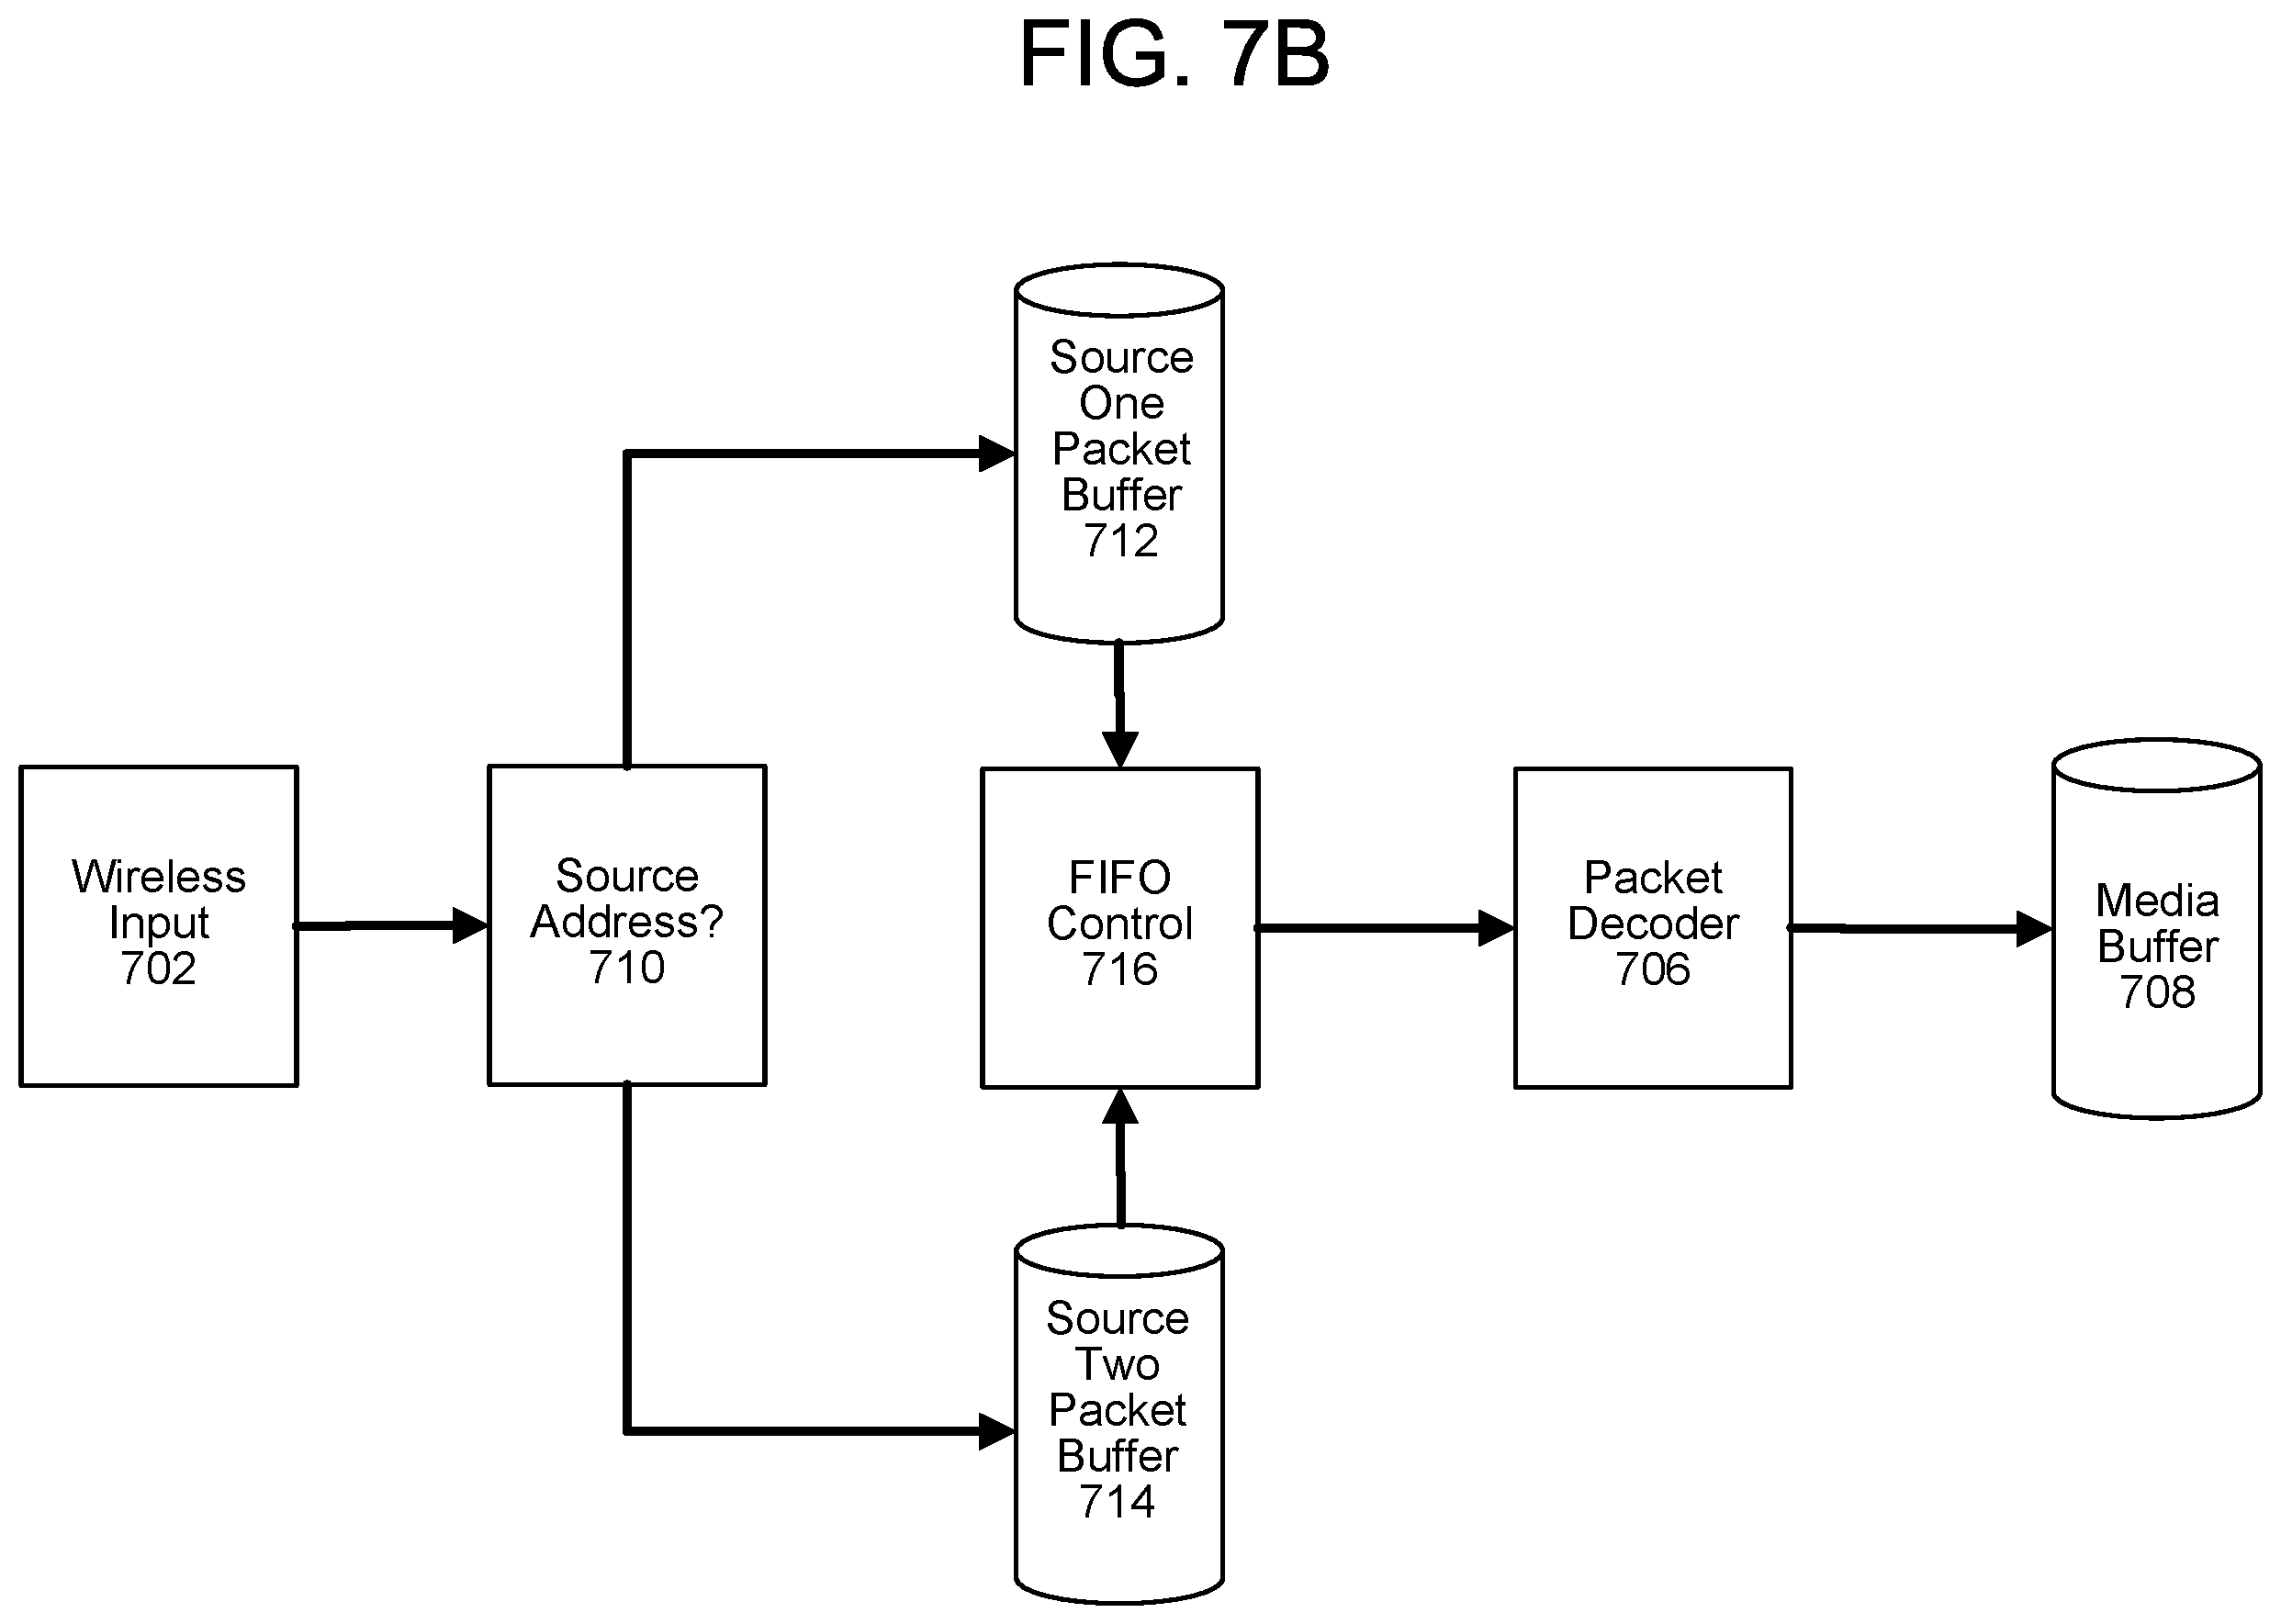 FIG. 7B
Source
One
Packet
Buffer
712
Wireless
Input
702
Source
Address?
710
FIFO
Control
716
Packet
Decoder
706
Media
Buffer
708
Source
Two
Packet
Buffer
714